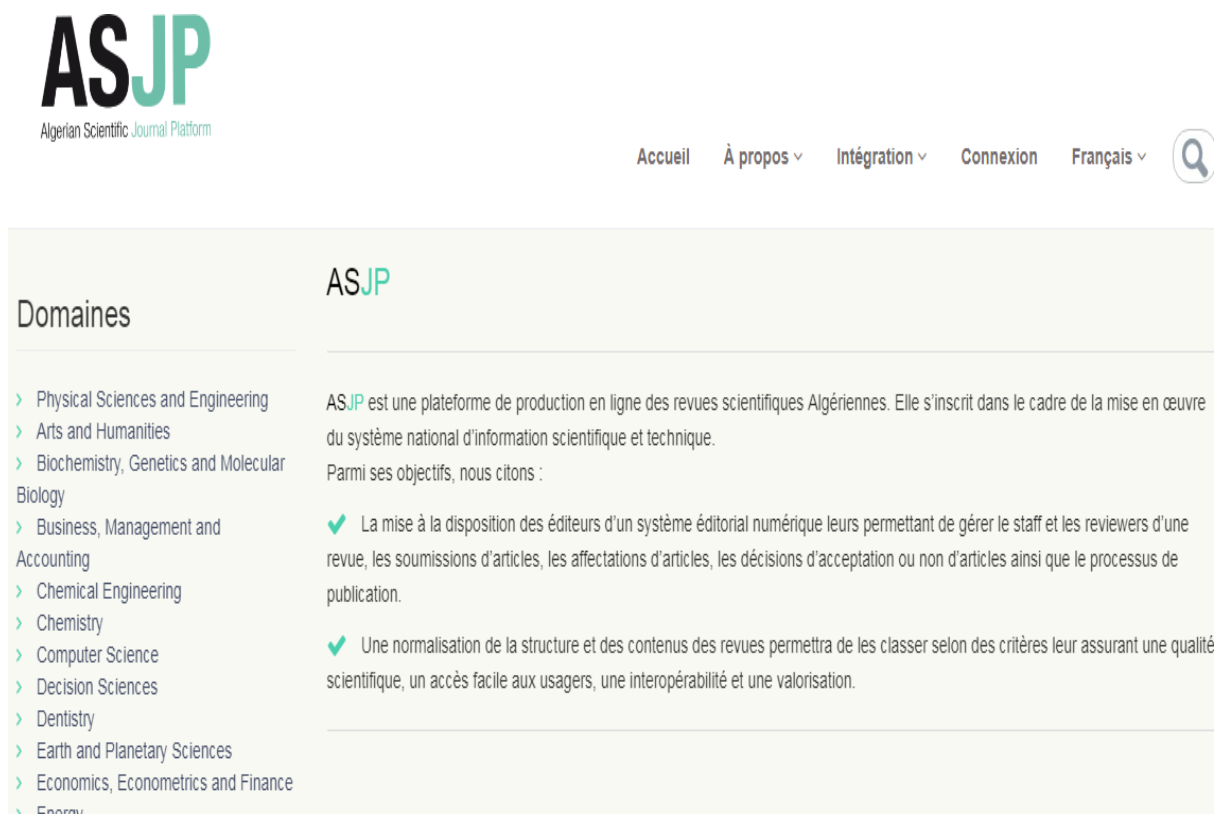 ASJP
Algerian Scientific Journal Platform
Accueil À propos Intégration Connexion Français
Domaines
Physical Sciences and Engineering
Arts and Humanities
Biochemistry, Genetics and Molecular
Biology
Business, Management and
Accounting
Chemical Engineering
Chemistry
Computer Science
Decision Sciences
Dentistry
Earth and Planetary Sciences
Economics, Econometrics and Finance
Energy
ASJP
ASJP est une plateforme de production en ligne des revues scientifiques Algériennes. Elle s’inscrit dans le cadre de la mise en œuvre
du système national d’information scientifique et technique.
Parmi ses objectifs, nous citons :
La mise à la disposition des éditeurs d’un système éditorial numérique leurs permettant de gérer le staff et les reviewers d’une
revue, les soumissions d’articles, les affectations d’articles, les décisions d’acceptation ou non d’articles ainsi que le processus de
publication.
Une normalisation de la structure et des contenus des revues permettra de les classer selon des critères leur assurant une qualité
scientifique, un accès facile aux usagers, une interopérabilité et une valorisation.